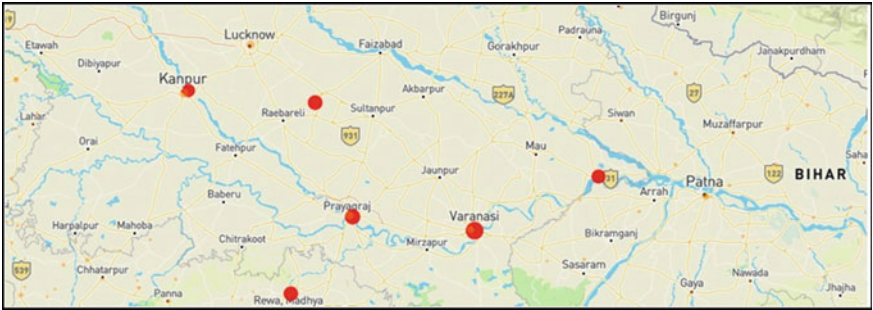 Birgunj
Lucknow
Padrauna
Etawah
Faizabad
Gorakhpur
Janakpurdham
Dibiyapur
Kanpur
Akbarpur
227A
27
Raebareli
Sultanpur
Siwan
Lahar
Muzaffarpur
931
Orai
Fatehpur
Mau
Saha
Jaunpur
31
122
BIHAR
Patna
Baberu
Arrah
Prayagraj
Varanasi
Harpalpur
Mahoba
Chitrakoot
Mirzapur
Bikramganj
539
Chhatarpur
Sasaram
Nawada
Gaya
Panna
Rewa, Madhya
Jhajha